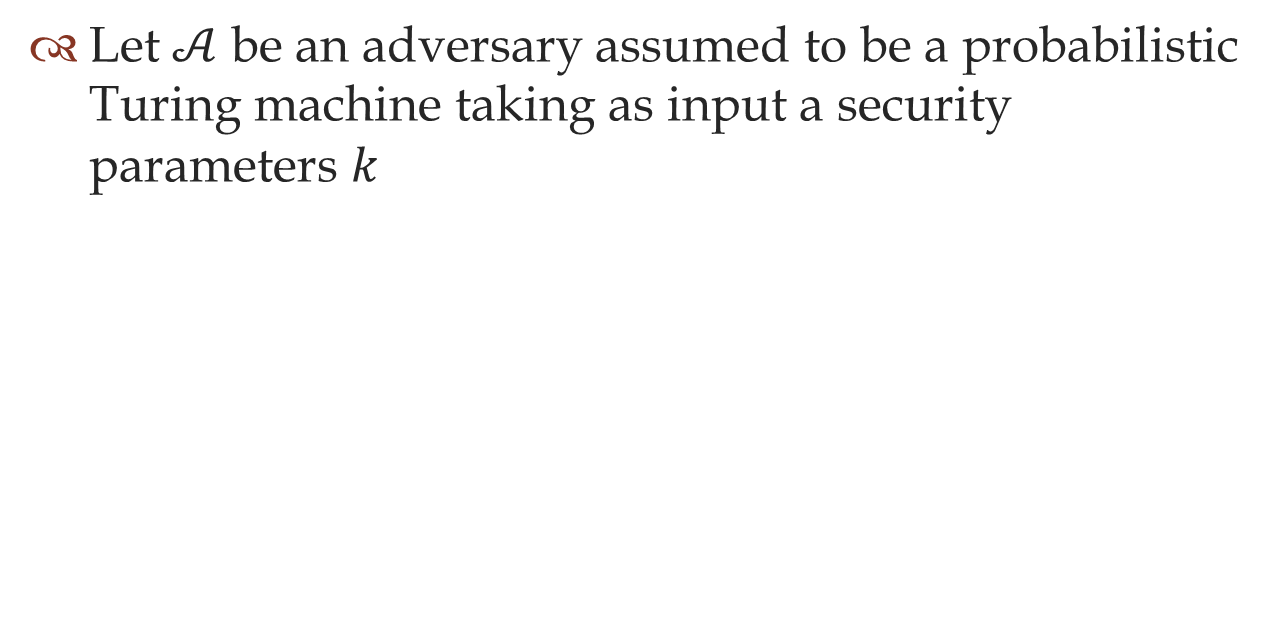 Let 𝒜 be an adversary assumed to be a probabilistic
Turing machine taking as input a security
parameters k